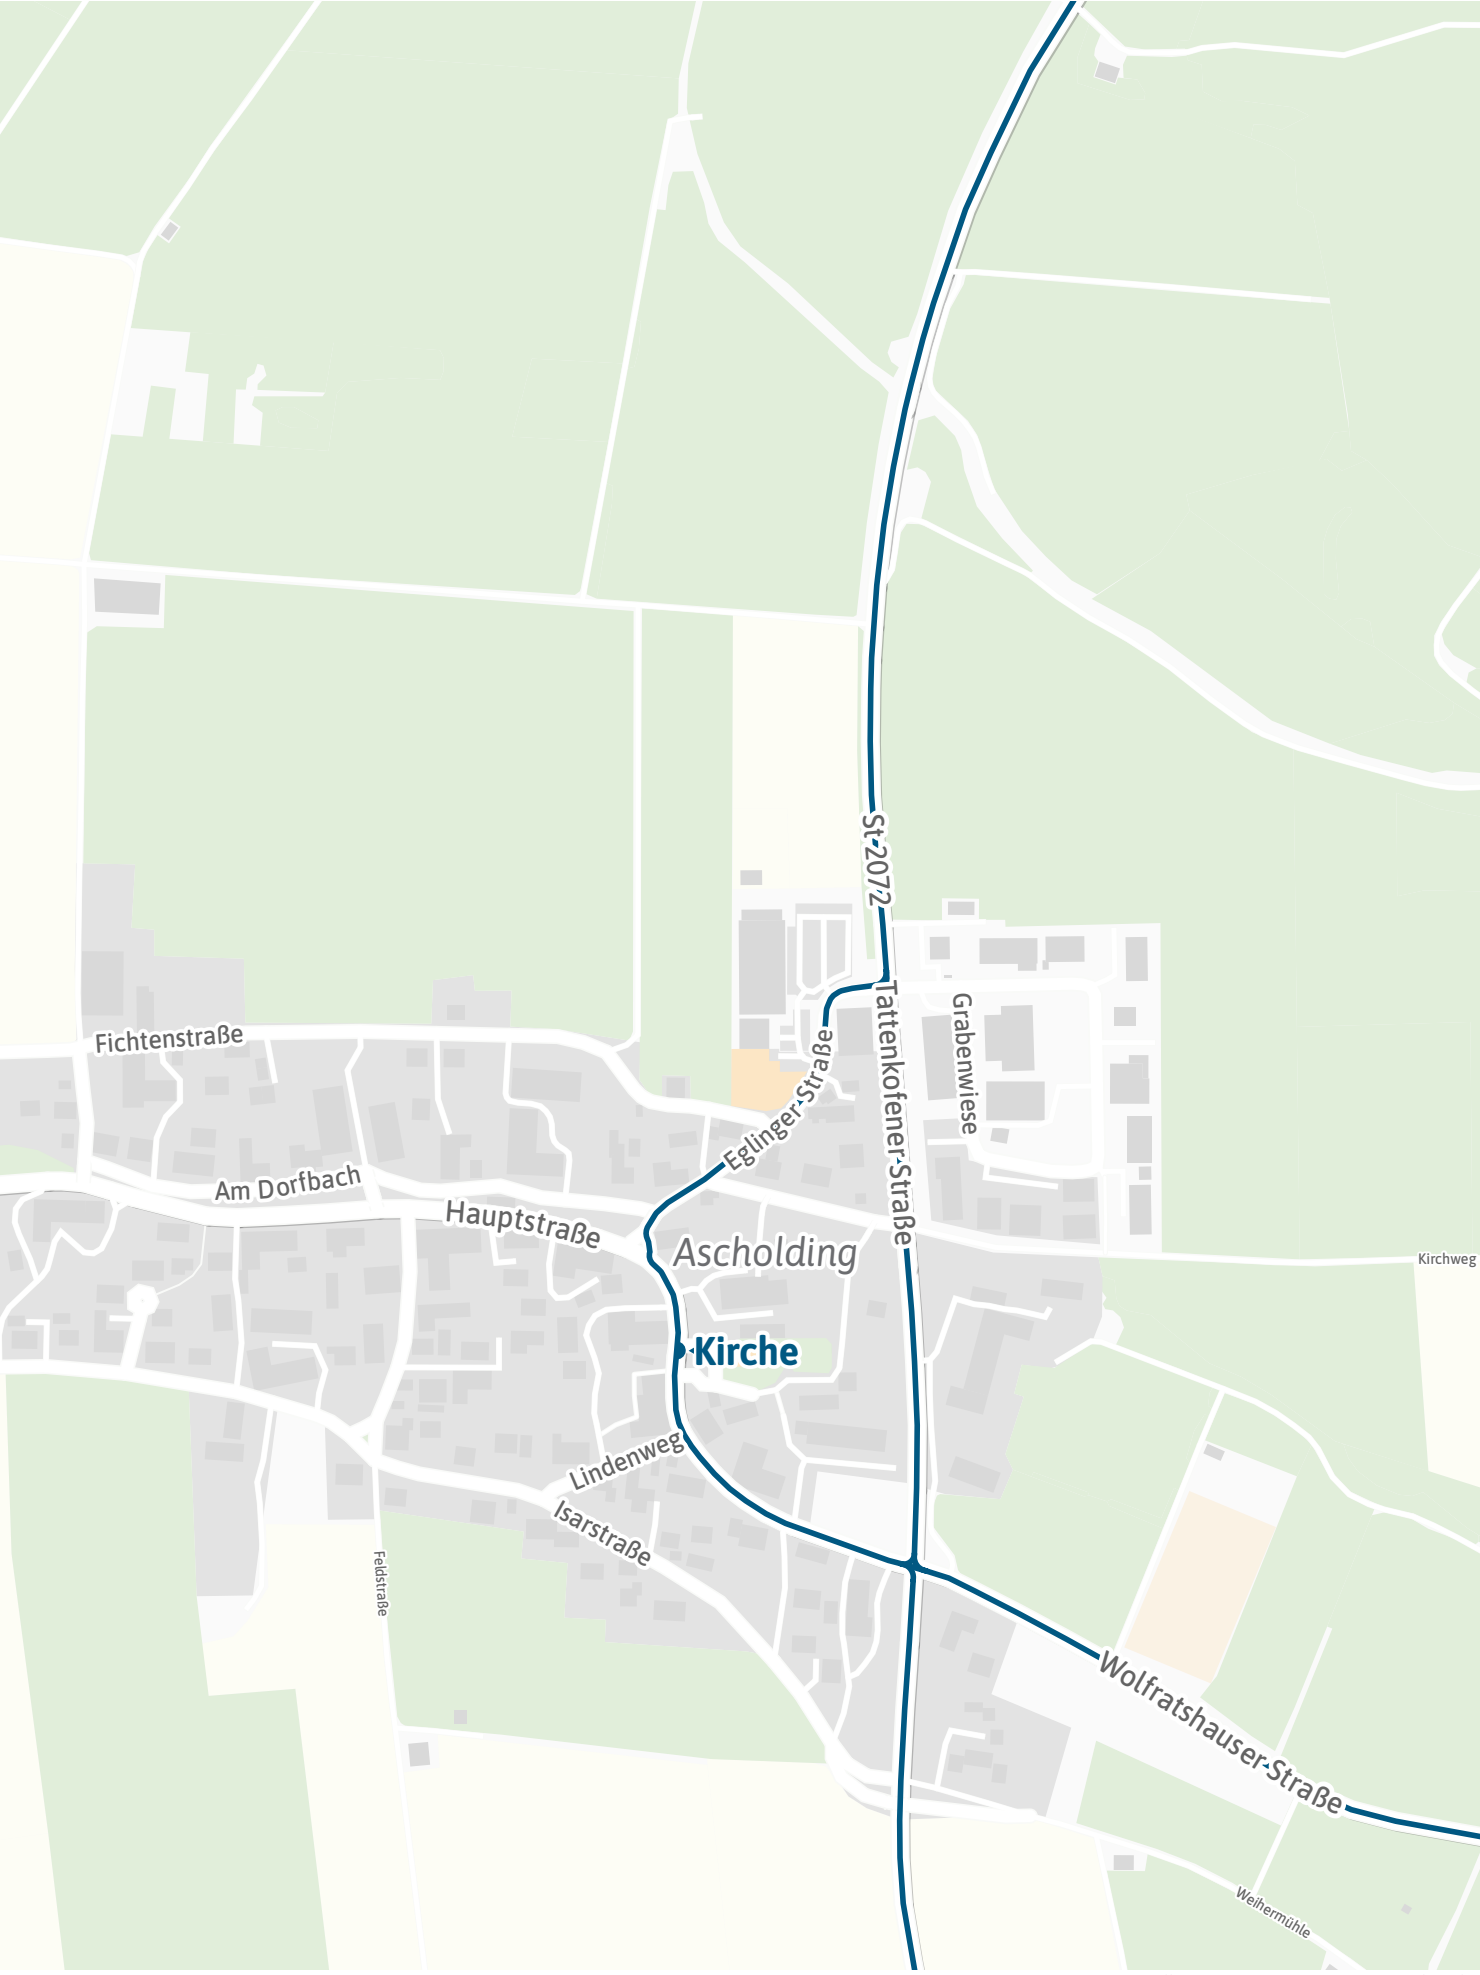 St 2072
Fichtenstraße
Eglinger Straße
Tattenkofener Straße
Grabenwiese
Am Dorfbach
Hauptstraße
Ascholding
Kirchweg
Kirche
Lindenweg
Isarstraße
Feldstraße
Wolfratshauser Straße
Weihermühle